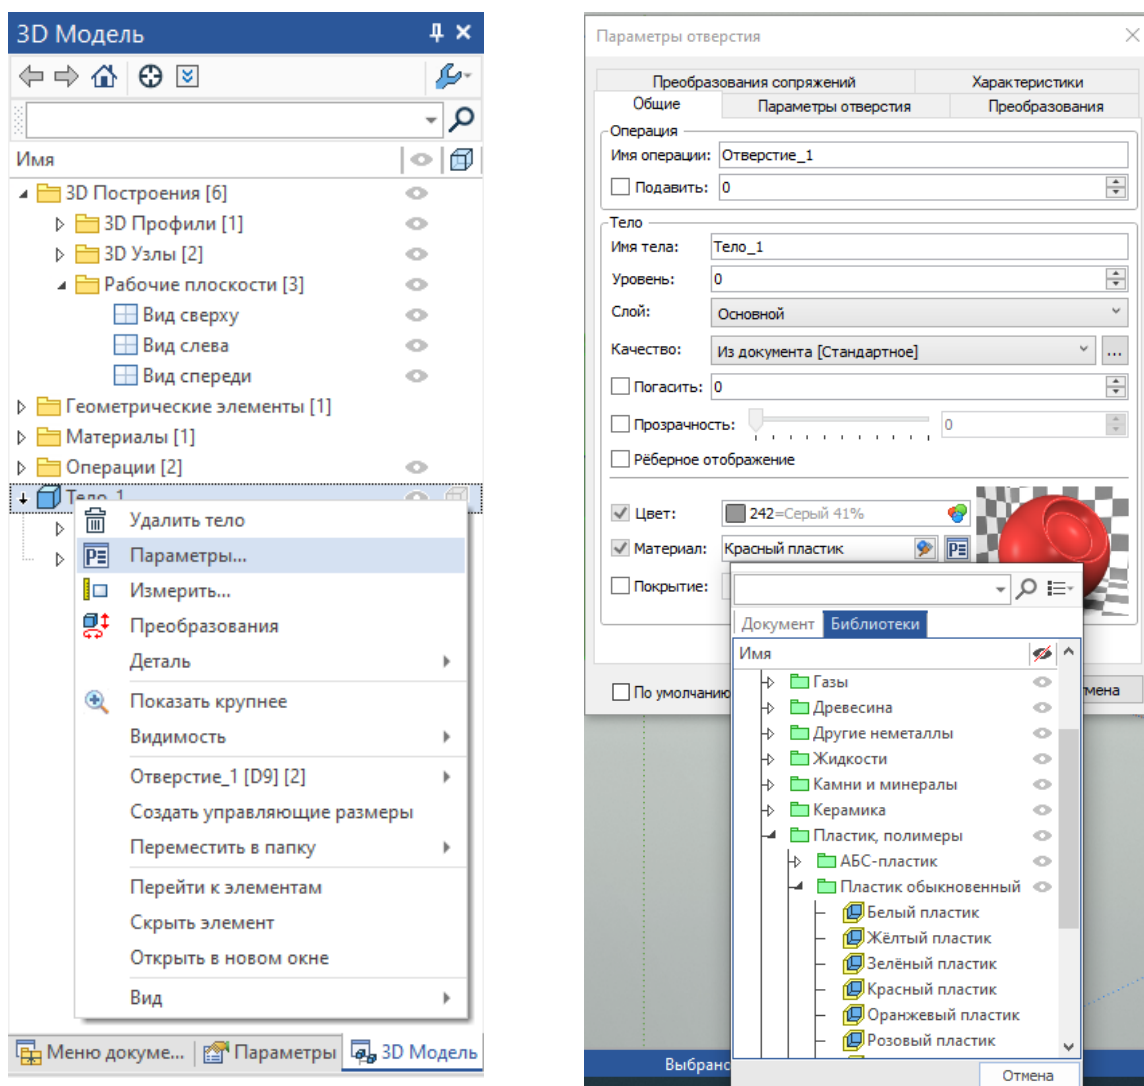 3D Модель
Имя
3D Построения [6]
3D Профили [1]
3D Узлы [2]
Рабочие плоскости [3]
Вид сверху
Вид слева
Вид спереди
Геометрические элементы [1]
Материалы [1]
Операции [2]
Тело_1
Удалить тело
Параметры...
Измерить...
Преобразования
Деталь
Показать крупнее
Видимость
Отверстие_1 [D9] [2]
Создать управляющие размеры
Переместить в папку
Перейти к элементам
Скрыть элемент
Открыть в новом окне
Вид
Меню докуме... Параметры 3D Модель
Параметры отверстия
Преобразования сопряжений Характеристики
Общие Параметры отверстия Преобразования
Операция
Имя операции: Отверстие_1
Подавить: 0
Тело
Имя тела: Тело_1
Уровень: 0
Слой: Основной
Качество: Из документа [Стандартное] ...
Погасить: 0
Прозрачность: 0
Рёберное отображение
Цвет: 242=Серый 41%
Материал: Красный пластик
Покрытие:
Документ Библиотеки
Имя
Газы
Древесина
Другие неметаллы
Жидкости
Камни и минералы
Керамика
Пластик, полимеры
АБС-пластик
Пластик обыкновенный
Белый пластик
Жёлтый пластик
Зелёный пластик
Красный пластик
Оранжевый пластик
Розовый пластик
Отмена
По умолчанию
мена
Выбран